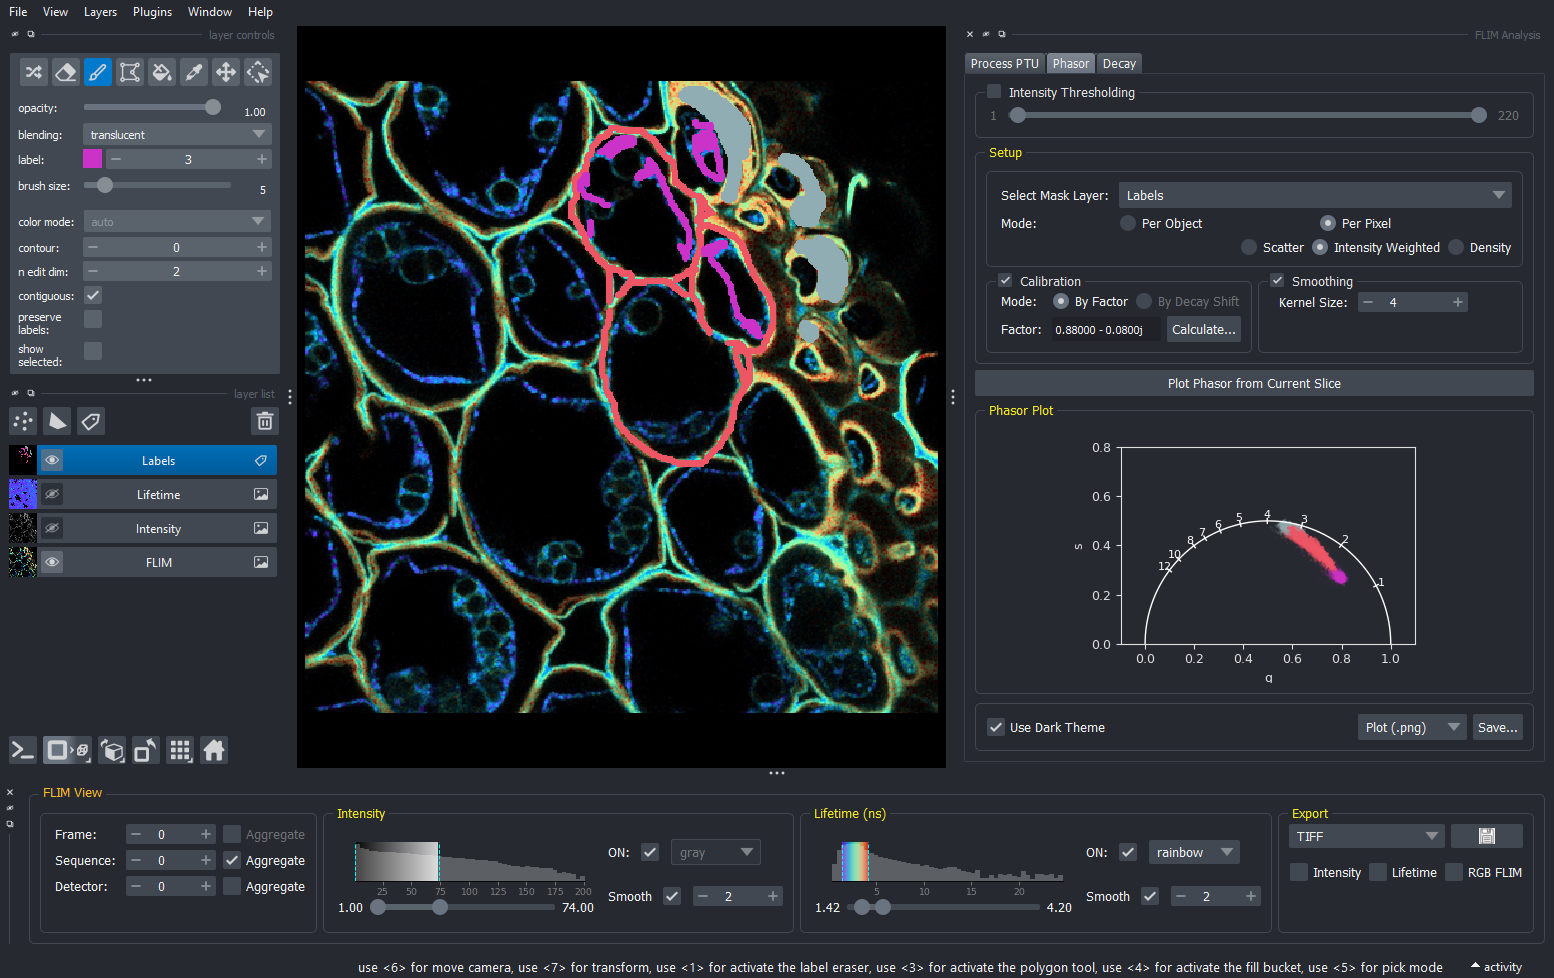 File View Layers Plugins Window Help
layer controls
opacity: 1.00
blending: translucent
label: 3
brush size: 5
color mode: auto
contour: 0
n edit dim: 2
contiguous:
preserve
labels:
show
selected:
layer list
Labels
Lifetime
Intensity
FLIM
FLIM Analysis
Process PTU Phasor Decay
Intensity Thresholding
1 220
Setup
Select Mask Layer: Labels
Mode: Per Object Per Pixel
Scatter Intensity Weighted Density
Calibration
Mode: By Factor By Decay Shift
Factor: 0.88000 - 0.0800j Calculate...
Smoothing
Kernel Size: 4
Plot Phasor from Current Slice
Phasor Plot
0.8
0.6
0.4
0.2
0.0
s
12 10 8 7 6 5 4 3 2 1
0.0 0.2 0.4 0.6 0.8 1.0
g
Use Dark Theme Plot (.png) Save...
FLIM View
Frame: 0 Aggregate
Sequence: 0 Aggregate
Detector: 0 Aggregate
Intensity
25 50 75 100 125 150 175 200
1.00 74.00
ON: gray
Smooth 2
Lifetime (ns)
5 10 15 20
1.42 4.20
ON: rainbow
Smooth 2
Export
TIFF
Intensity Lifetime RGB FLIM
use <6> for move camera, use <7> for transform, use <1> for activate the label eraser, use <3> for activate the polygon tool, use <4> for activate the fill bucket, use <5> for pick mode
activity